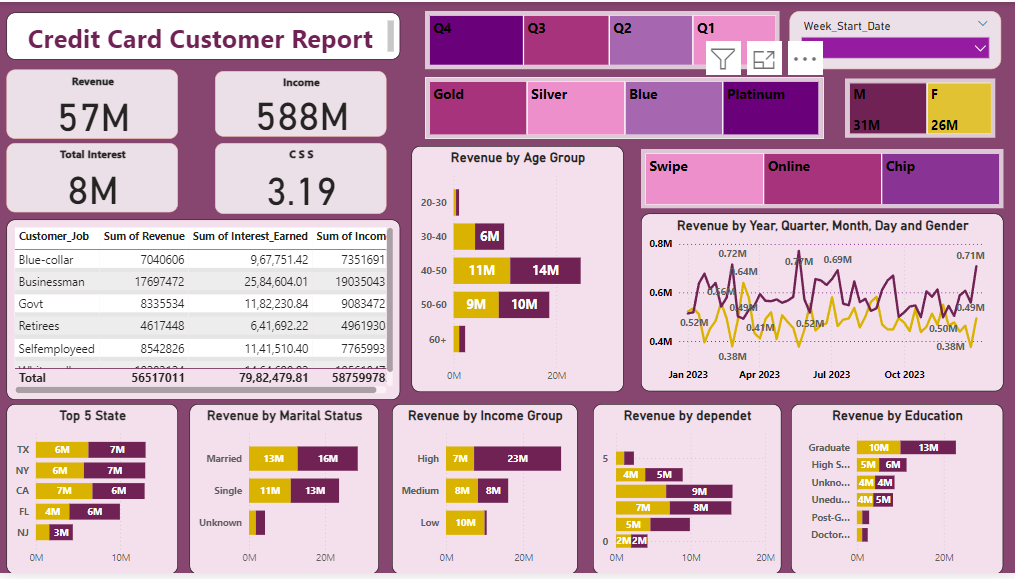 Credit Card Customer Report
Q4 Q3 Q2 Q1
Week_Start_Date
Revenue
57M
Income
588M
Total Interest
8M
C S S
3.19
Gold Silver Blue Platinum
M F
31M 26M
Swipe Online Chip
Customer_Job Sum of Revenue Sum of Interest_Earned Sum of Incom
Blue-collar 7040606 9,67,751.42 7351691
Businessman 17697472 25,84,604.01 19035043
Govt 8335534 11,82,230.84 9083472
Retirees 4617448 6,41,692.22 4961930
Selfemployeed 8542826 11,41,510.40 7765993
Total 56517011 79,82,479.81 58759978
Revenue by Age Group
20-30
30-40 6M
40-50 11M 14M
50-60 9M 10M
60+
0M 20M
Revenue by Year, Quarter, Month, Day and Gender
0.8M
0.6M
0.4M
0.72M
0.77M
0.69M
0.71M
0.64M
0.56M
0.49M
0.49M
0.52M
0.41M
0.52M
0.50M
0.38M
0.38M
Jan 2023 Apr 2023 Jul 2023 Oct 2023
Top 5 State
TX 6M 7M
NY 6M 7M
CA 7M 6M
FL 4M 6M
NJ 3M
0M 10M
Revenue by Marital Status
Married 13M 16M
Single 11M 13M
Unknown
0M 20M
Revenue by Income Group
High 7M 23M
Medium 8M 8M
Low 10M
0M 20M
Revenue by dependet
5
4M 5M
9M
7M 8M
5M
0 2M 2M
0M 10M 20M
Revenue by Education
Graduate 10M 13M
High S... 5M 6M
Unkno... 4M 4M
Unedu... 4M 5M
Post-G...
Doctor...
0M 20M